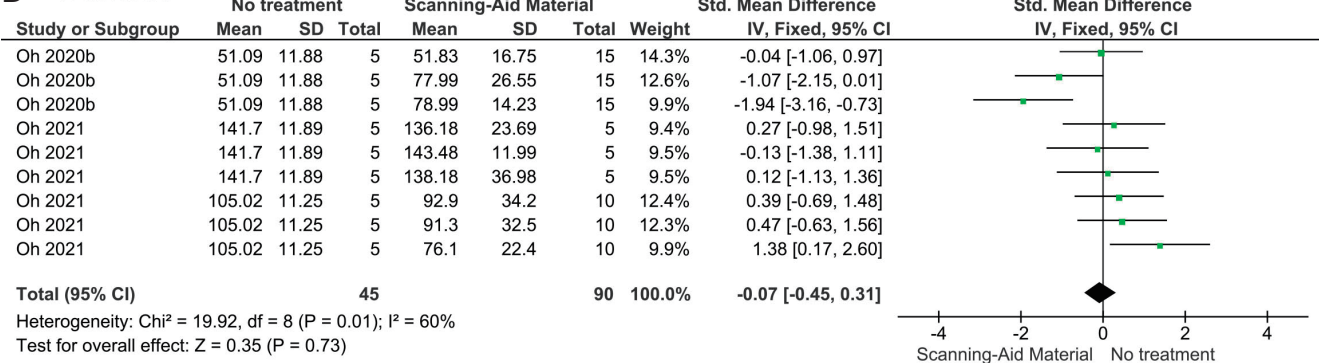 No treatment Scanning-Aid Material Std. Mean Difference Std. Mean Difference
Study or Subgroup Mean SD Total Mean SD Total Weight IV, Fixed, 95% CI IV, Fixed, 95% CI
Oh 2020b 51.09 11.88 5 51.83 16.75 15 14.3% -0.04 [-1.06, 0.97]
Oh 2020b 51.09 11.88 5 77.99 26.55 15 12.6% -1.07 [-2.15, 0.01]
Oh 2020b 51.09 11.88 5 78.99 14.23 15 9.9% -1.94 [-3.16, -0.73]
Oh 2021 141.7 11.89 5 136.18 23.69 5 9.4% 0.27 [-0.98, 1.51]
Oh 2021 141.7 11.89 5 143.48 11.99 5 9.5% -0.13 [-1.38, 1.11]
Oh 2021 141.7 11.89 5 138.18 36.98 5 9.5% 0.12 [-1.13, 1.36]
Oh 2021 105.02 11.25 5 92.9 34.2 10 12.4% 0.39 [-0.69, 1.48]
Oh 2021 105.02 11.25 5 91.3 32.5 10 12.3% 0.47 [-0.63, 1.56]
Oh 2021 105.02 11.25 5 76.1 22.4 10 9.9% 1.38 [0.17, 2.60]
Total (95% CI) 45 90 100.0% -0.07 [-0.45, 0.31]
Heterogeneity: Chi² = 19.92, df = 8 (P = 0.01); I² = 60%
Test for overall effect: Z = 0.35 (P = 0.73)
-4 -2 0 2 4
Scanning-Aid Material No treatment